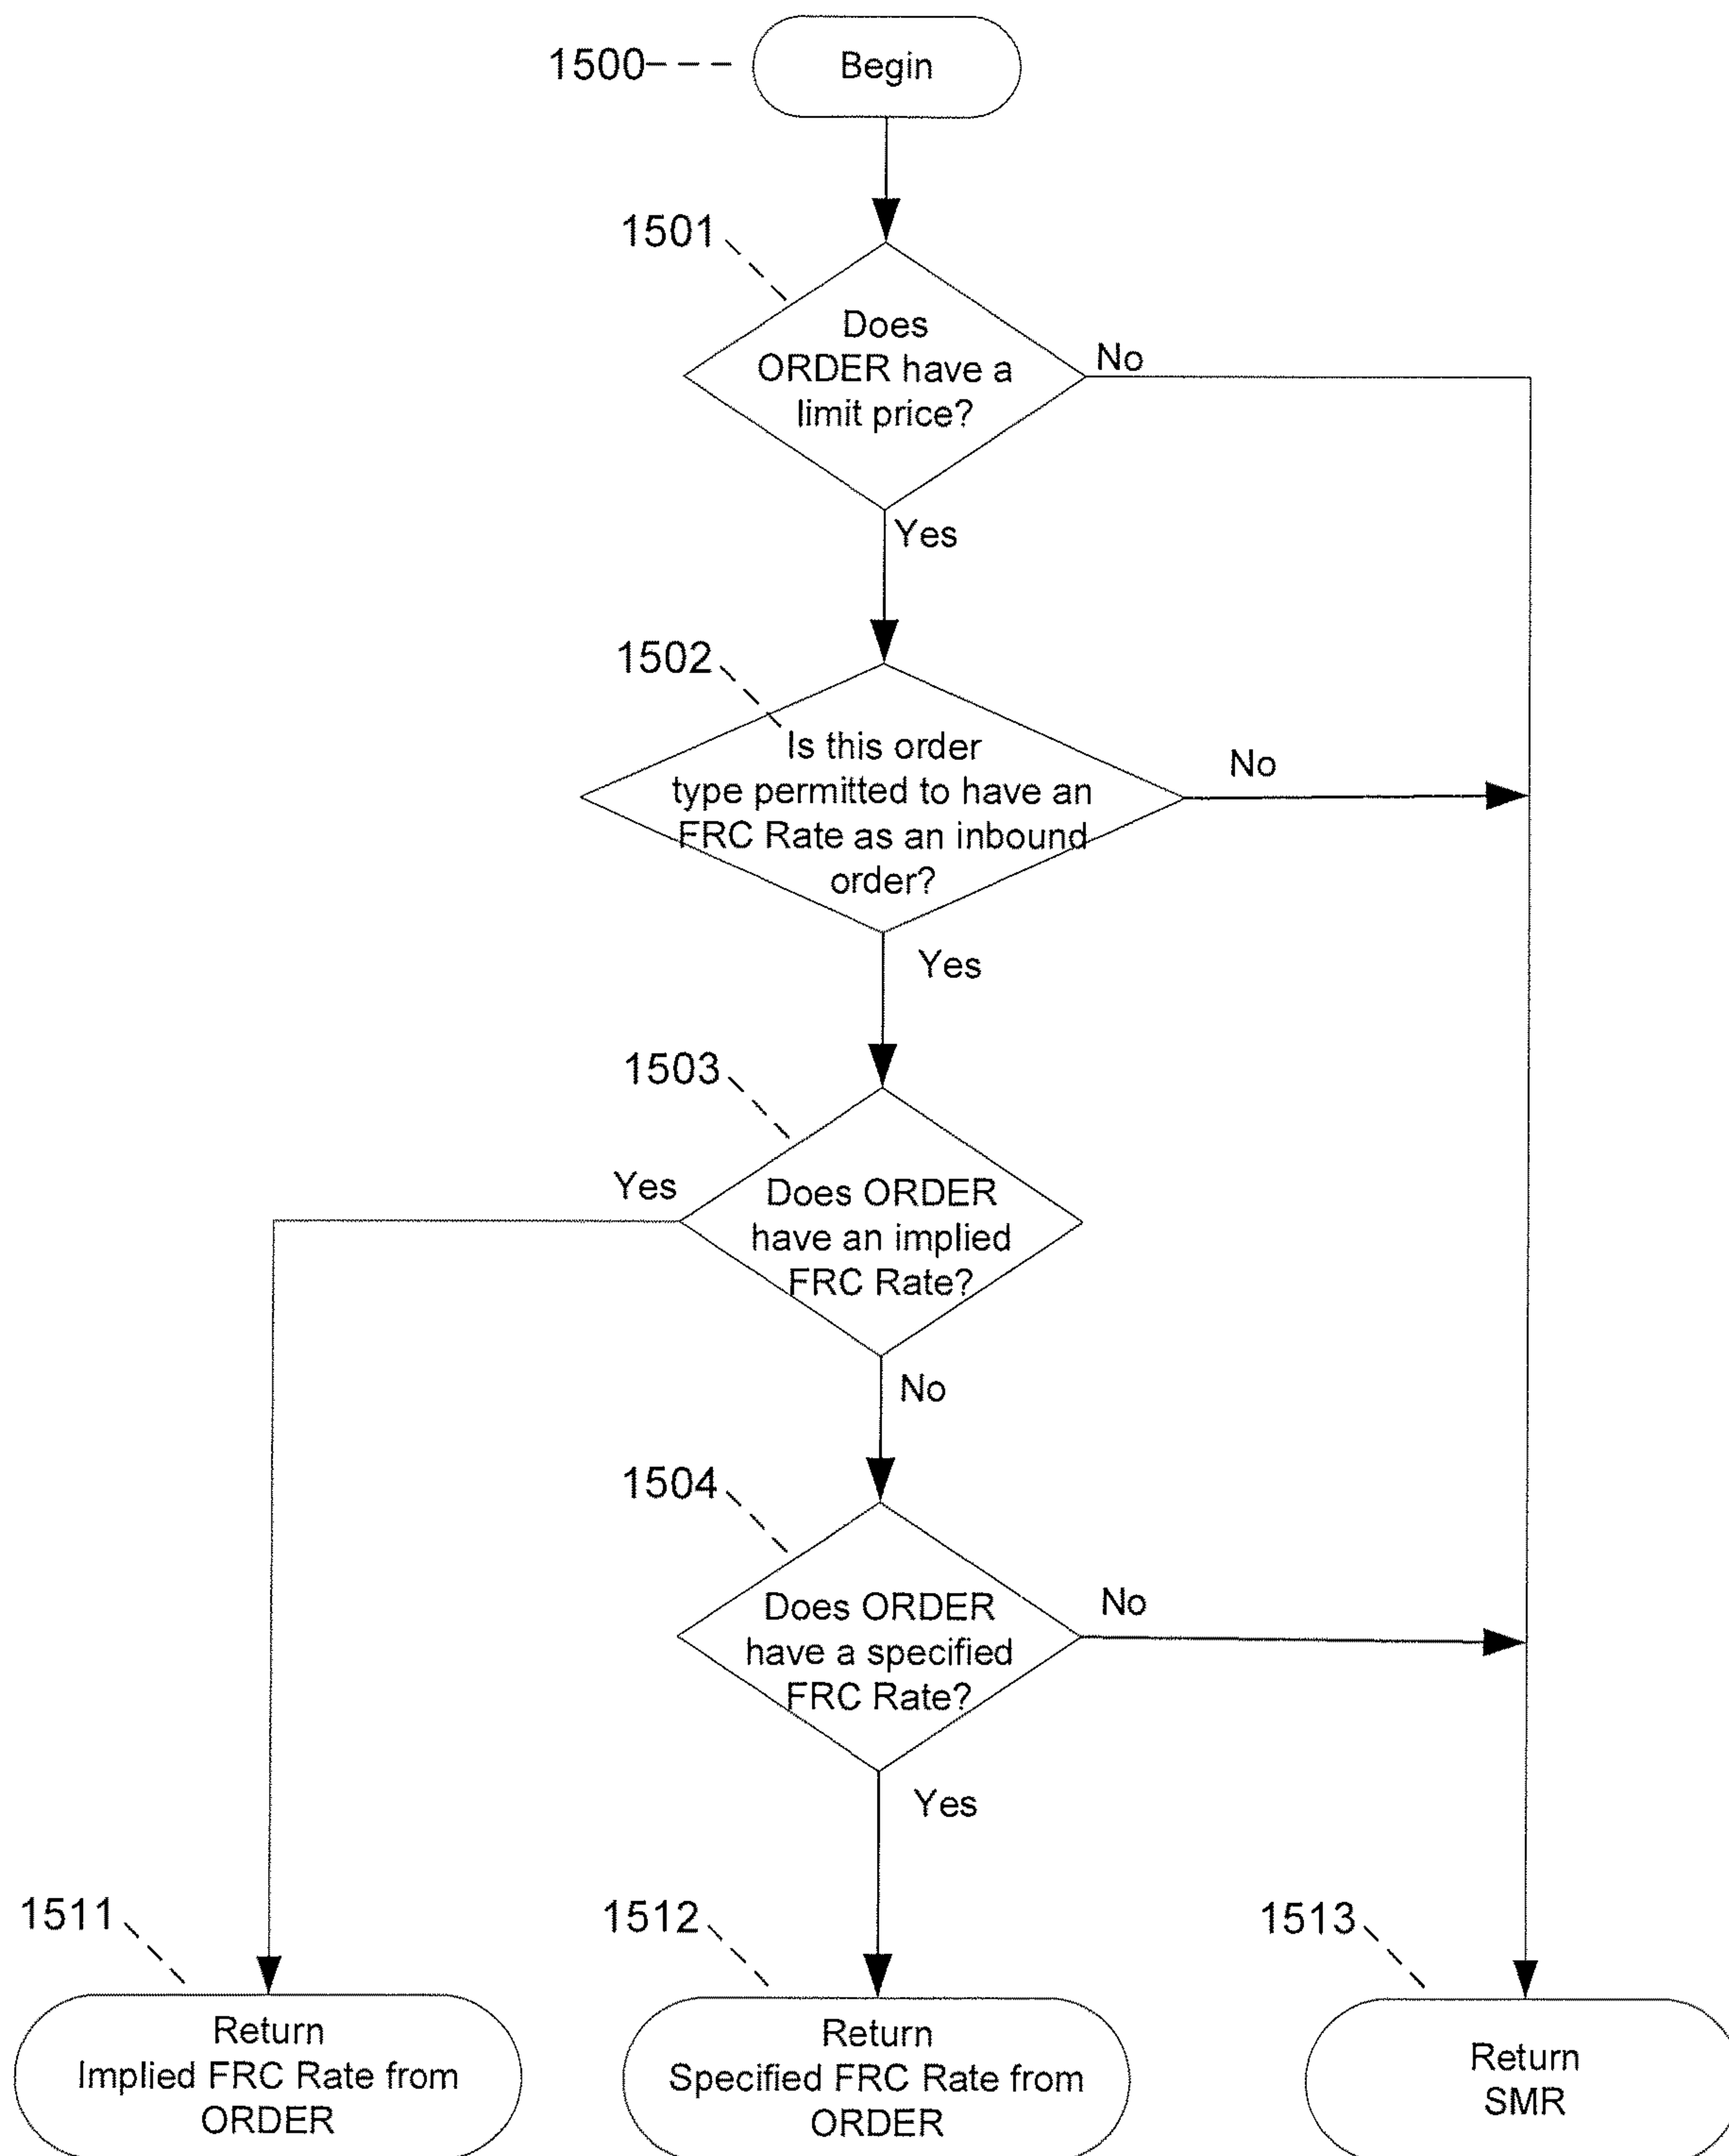 1500
Begin
1501
Does
ORDER have a
limit price?
No
Yes
1502
Is this order
type permitted to have an
FRC Rate as an inbound
order?
No
Yes
1503
Yes
Does ORDER
have an implied
FRC Rate?
No
1504
Does ORDER
have a specified
FRC Rate?
No
Yes
1511
Return
Implied FRC Rate from
ORDER
1512
Return
Specified FRC Rate from
ORDER
1513
Return
SMR